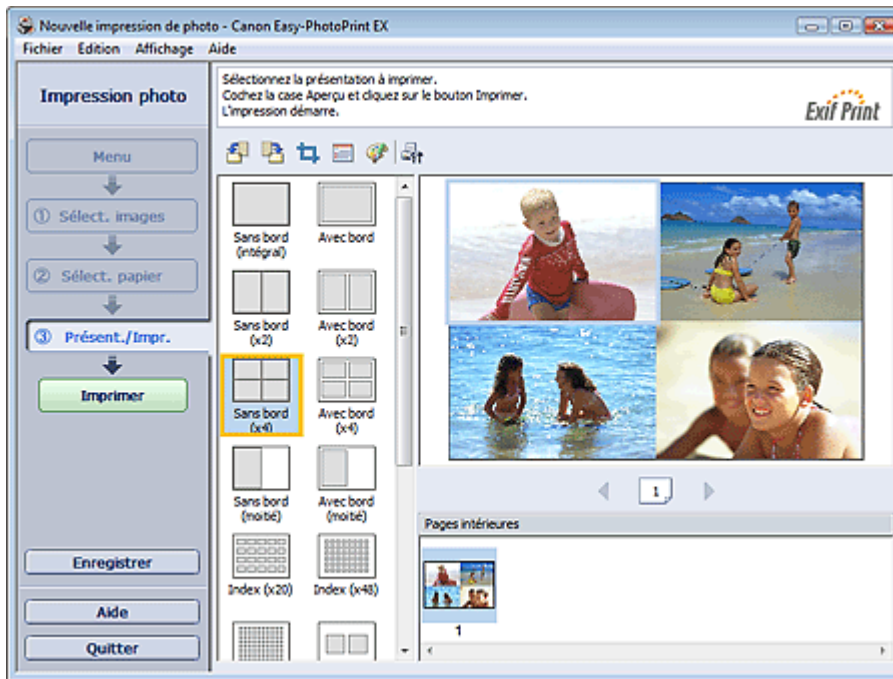 Nouvelle impression de photo - Canon Easy-PhotoPrint EX
Fichier Edition Affichage Aide
Impression photo
Sélectionnez la présentation à imprimer.
Cochez la case Aperçu et cliquez sur le bouton Imprimer.
L'impression démarre.
Exif Print
Menu
① Sélect. images
② Sélect. papier
③ Présent./Impr.
Imprimer
Enregistrer
Aide
Quitter
Sans bord
(intégral)
Avec bord
Sans bord
(x2)
Avec bord
(x2)
Sans bord
(x4)
Avec bord
(x4)
Sans bord
(moitié)
Avec bord
(moitié)
Index (x20)
Index (x48)
1
Pages intérieures
1